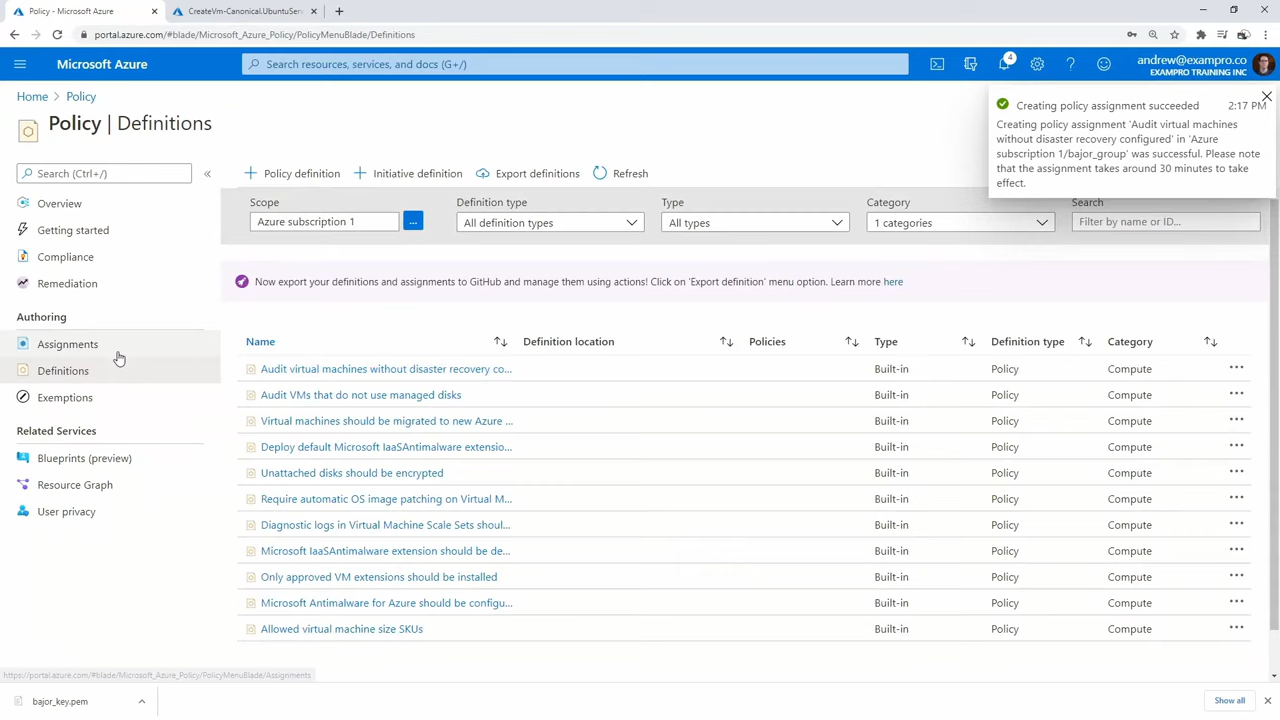 Policy - Microsoft Azure
CreateVm-Canonical.UbuntuServ
portal.azure.com/#blade/Microsoft_Azure_Policy/PolicyMenuBlade/Definitions
Microsoft Azure
Search resources, services, and docs (G+/)
4
andrew@exampro.co
EXAMPRO TRAINING INC
Home > Policy
Policy | Definitions
Creating policy assignment succeeded 2:17 PM
Creating policy assignment 'Audit virtual machines
without disaster recovery configured' in 'Azure
subscription 1/bajor_group' was successful. Please note
that the assignment takes around 30 minutes to take
effect.
Search (Ctrl+/)
«
Overview
Getting started
Compliance
Remediation
Authoring
Assignments
Definitions
Exemptions
Related Services
Blueprints (preview)
Resource Graph
User privacy
+ Policy definition + Initiative definition Export definitions Refresh
Scope Definition type Type Category Search
Azure subscription 1 ... All definition types All types 1 categories Filter by name or ID...
Now export your definitions and assignments to GitHub and manage them using actions! Click on 'Export definition' menu option. Learn more here
Name Definition location Policies Type Definition type Category
Audit virtual machines without disaster recovery co... Built-in Policy Compute ...
Audit VMs that do not use managed disks Built-in Policy Compute ...
Virtual machines should be migrated to new Azure ... Built-in Policy Compute ...
Deploy default Microsoft IaaSAntimalware extensio... Built-in Policy Compute ...
Unattached disks should be encrypted Built-in Policy Compute ...
Require automatic OS image patching on Virtual M... Built-in Policy Compute ...
Diagnostic logs in Virtual Machine Scale Sets shoul... Built-in Policy Compute ...
Microsoft IaaSAntimalware extension should be de... Built-in Policy Compute ...
Only approved VM extensions should be installed Built-in Policy Compute ...
Microsoft Antimalware for Azure should be configu... Built-in Policy Compute ...
Allowed virtual machine size SKUs Built-in Policy Compute ...
https://portal.azure.com/#blade/Microsoft_Azure_Policy/PolicyMenuBlade/Assignments
bajor_key.pem
Show all